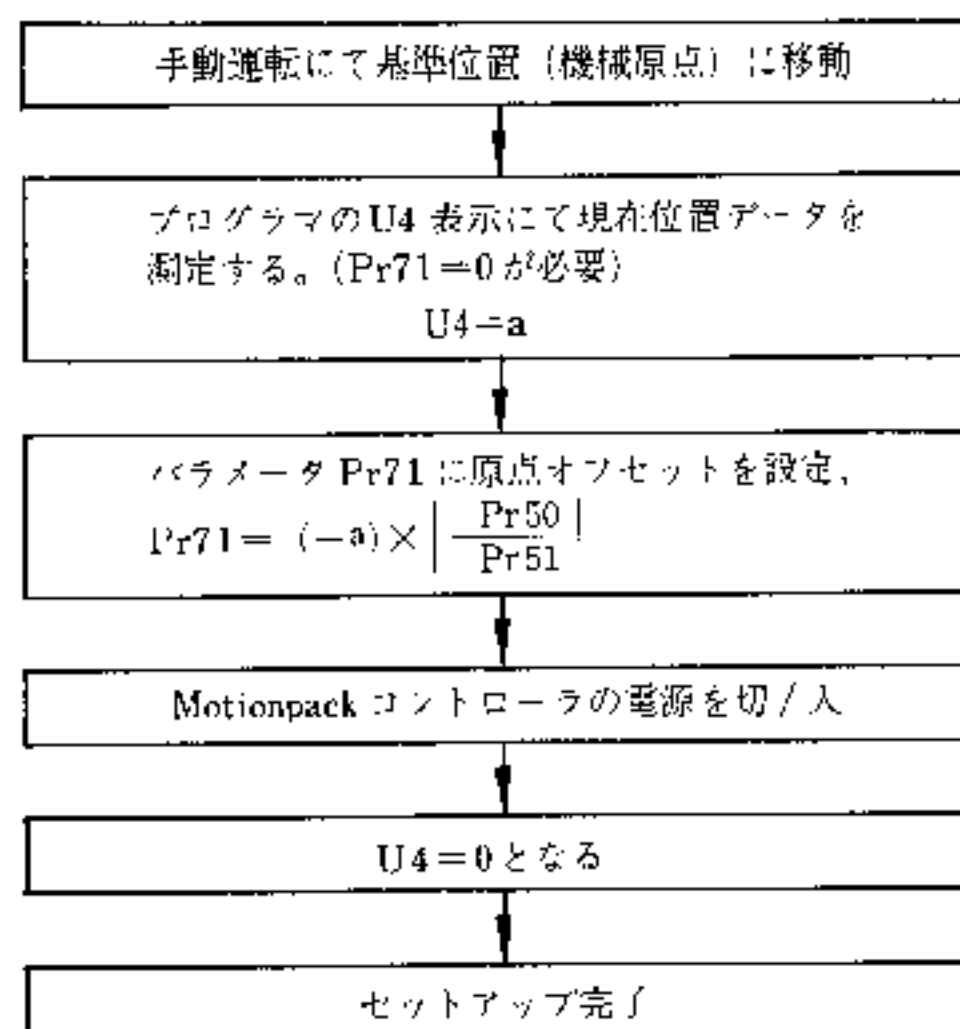 手動運転にて基準位置（機械原点）に移動
プログラマのU4 表示にて現在位置データを
測定する。（Pr71＝0が必要）
U4＝a
パラメータPr71に原点オフセットを設定，
Pr71＝（－a）×｜Pr50／Pr51｜
Motionpackコントローラの電源を切／入
U4＝0となる
セットアップ完了